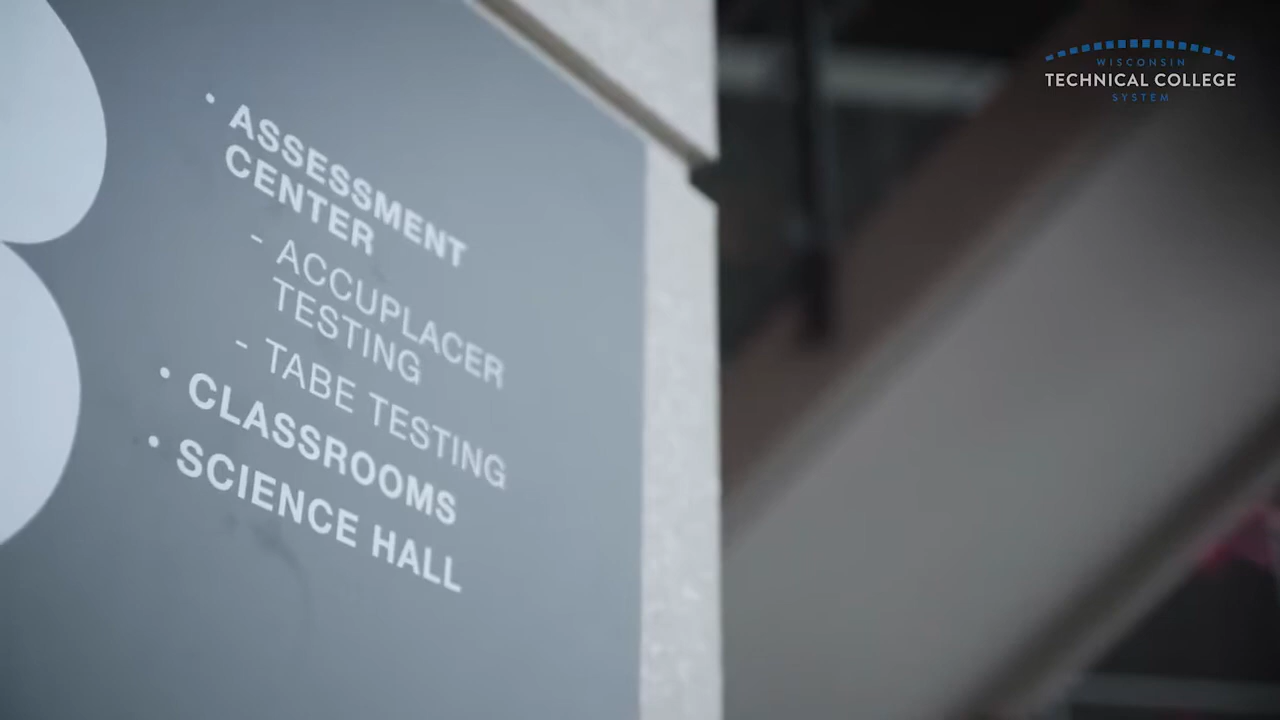 • ASSESSMENT
CENTER
- ACCUPLACER
TESTING
- TABE TESTING
• CLASSROOMS
• SCIENCE HALL
WISCONSIN
TECHNICAL COLLEGE
SYSTEM